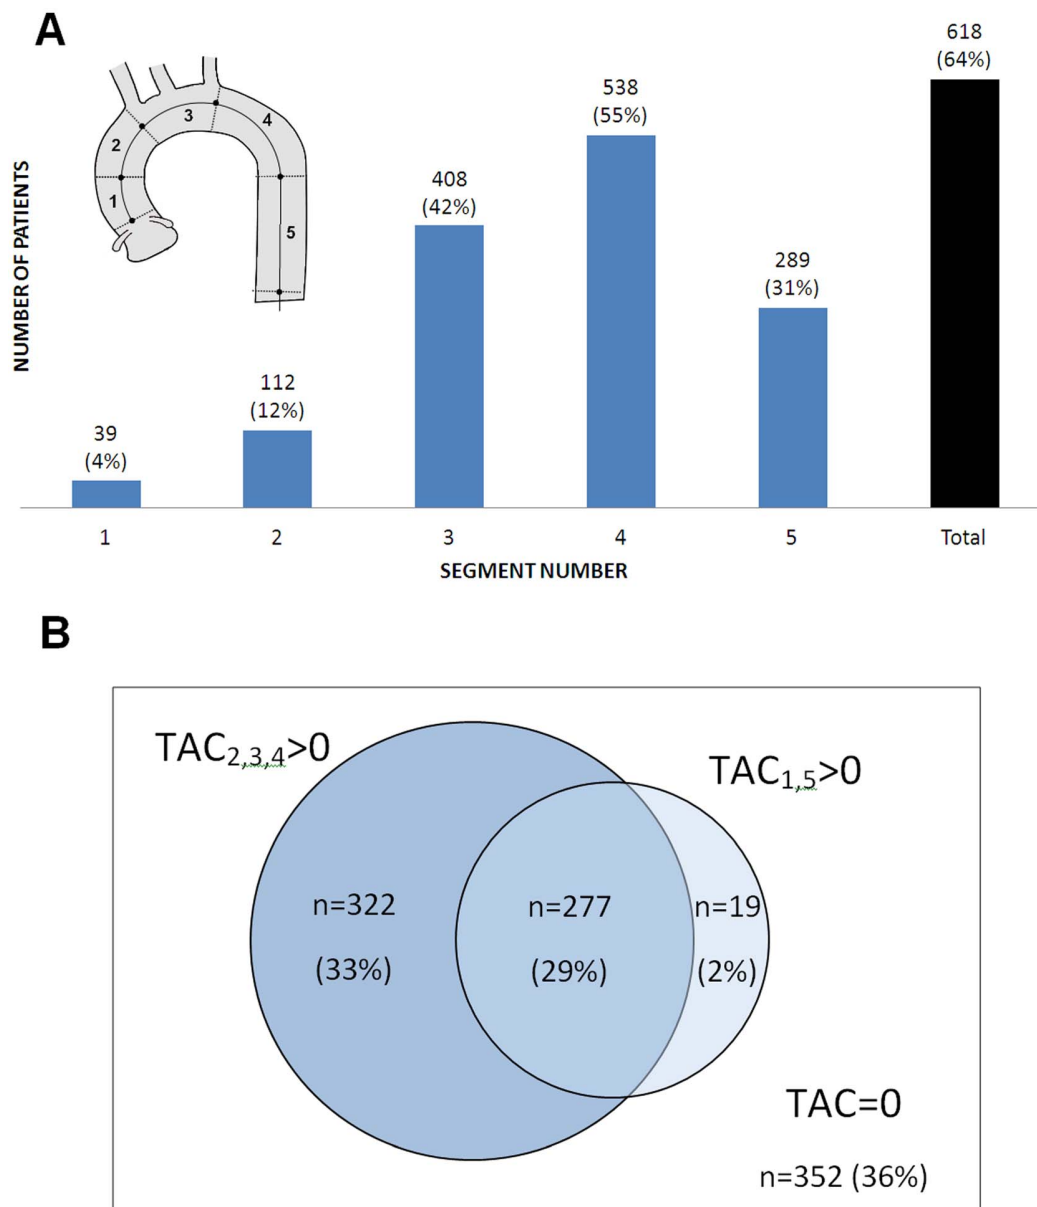 A
618
(64%)
538
(55%)
408
(42%)
289
(31%)
112
(12%)
39
(4%)
1
2
3
4
5
NUMBER OF PATIENTS
1
2
3
4
5
Total
SEGMENT NUMBER
B
TAC2,3,4>0
TAC1,5>0
n=322
(33%)
n=277
(29%)
n=19
(2%)
TAC=0
n=352 (36%)